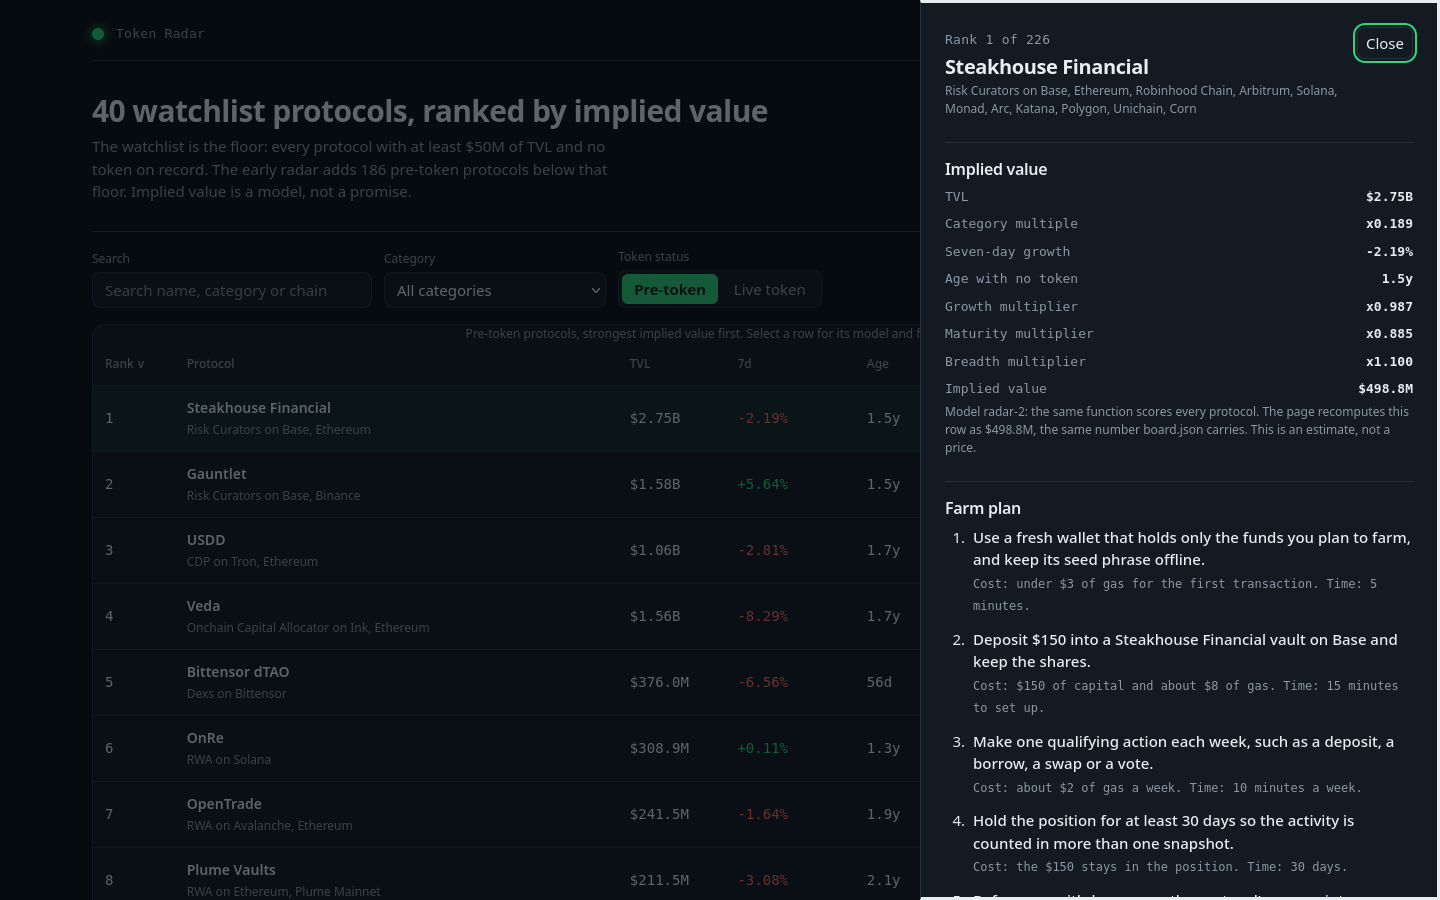 Token Radar
40 watchlist protocols, ranked by implied value
The watchlist is the floor: every protocol with at least $50M of TVL and no
token on record. The early radar adds 186 pre-token protocols below that
floor. Implied value is a model, not a promise.
Search
Category
Token status
Search name, category or chain
All categories
Pre-token
Live token
Pre-token protocols, strongest implied value first. Select a row for its model and f
Rank v
Protocol
TVL
7d
Age
1
Steakhouse Financial
Risk Curators on Base, Ethereum
$2.75B
-2.19%
1.5y
2
Gauntlet
Risk Curators on Base, Binance
$1.58B
+5.64%
1.5y
3
USDD
CDP on Tron, Ethereum
$1.06B
-2.81%
1.7y
4
Veda
Onchain Capital Allocator on Ink, Ethereum
$1.56B
-8.29%
1.7y
5
Bittensor dTAO
Dexs on Bittensor
$376.0M
-6.56%
56d
6
OnRe
RWA on Solana
$308.9M
+0.11%
1.3y
7
OpenTrade
RWA on Avalanche, Ethereum
$241.5M
-1.64%
1.9y
8
Plume Vaults
RWA on Ethereum, Plume Mainnet
$211.5M
-3.08%
2.1y
Rank 1 of 226
Close
Steakhouse Financial
Risk Curators on Base, Ethereum, Robinhood Chain, Arbitrum, Solana,
Monad, Arc, Katana, Polygon, Unichain, Corn
Implied value
TVL $2.75B
Category multiple x0.189
Seven-day growth -2.19%
Age with no token 1.5y
Growth multiplier x0.987
Maturity multiplier x0.885
Breadth multiplier x1.100
Implied value $498.8M
Model radar-2: the same function scores every protocol. The page recomputes this
row as $498.8M, the same number board.json carries. This is an estimate, not a
price.
Farm plan
1. Use a fresh wallet that holds only the funds you plan to farm,
and keep its seed phrase offline.
Cost: under $3 of gas for the first transaction. Time: 5
minutes.
2. Deposit $150 into a Steakhouse Financial vault on Base and
keep the shares.
Cost: $150 of capital and about $8 of gas. Time: 15 minutes
to set up.
3. Make one qualifying action each week, such as a deposit, a
borrow, a swap or a vote.
Cost: about $2 of gas a week. Time: 10 minutes a week.
4. Hold the position for at least 30 days so the activity is
counted in more than one snapshot.
Cost: the $150 stays in the position. Time: 30 days.